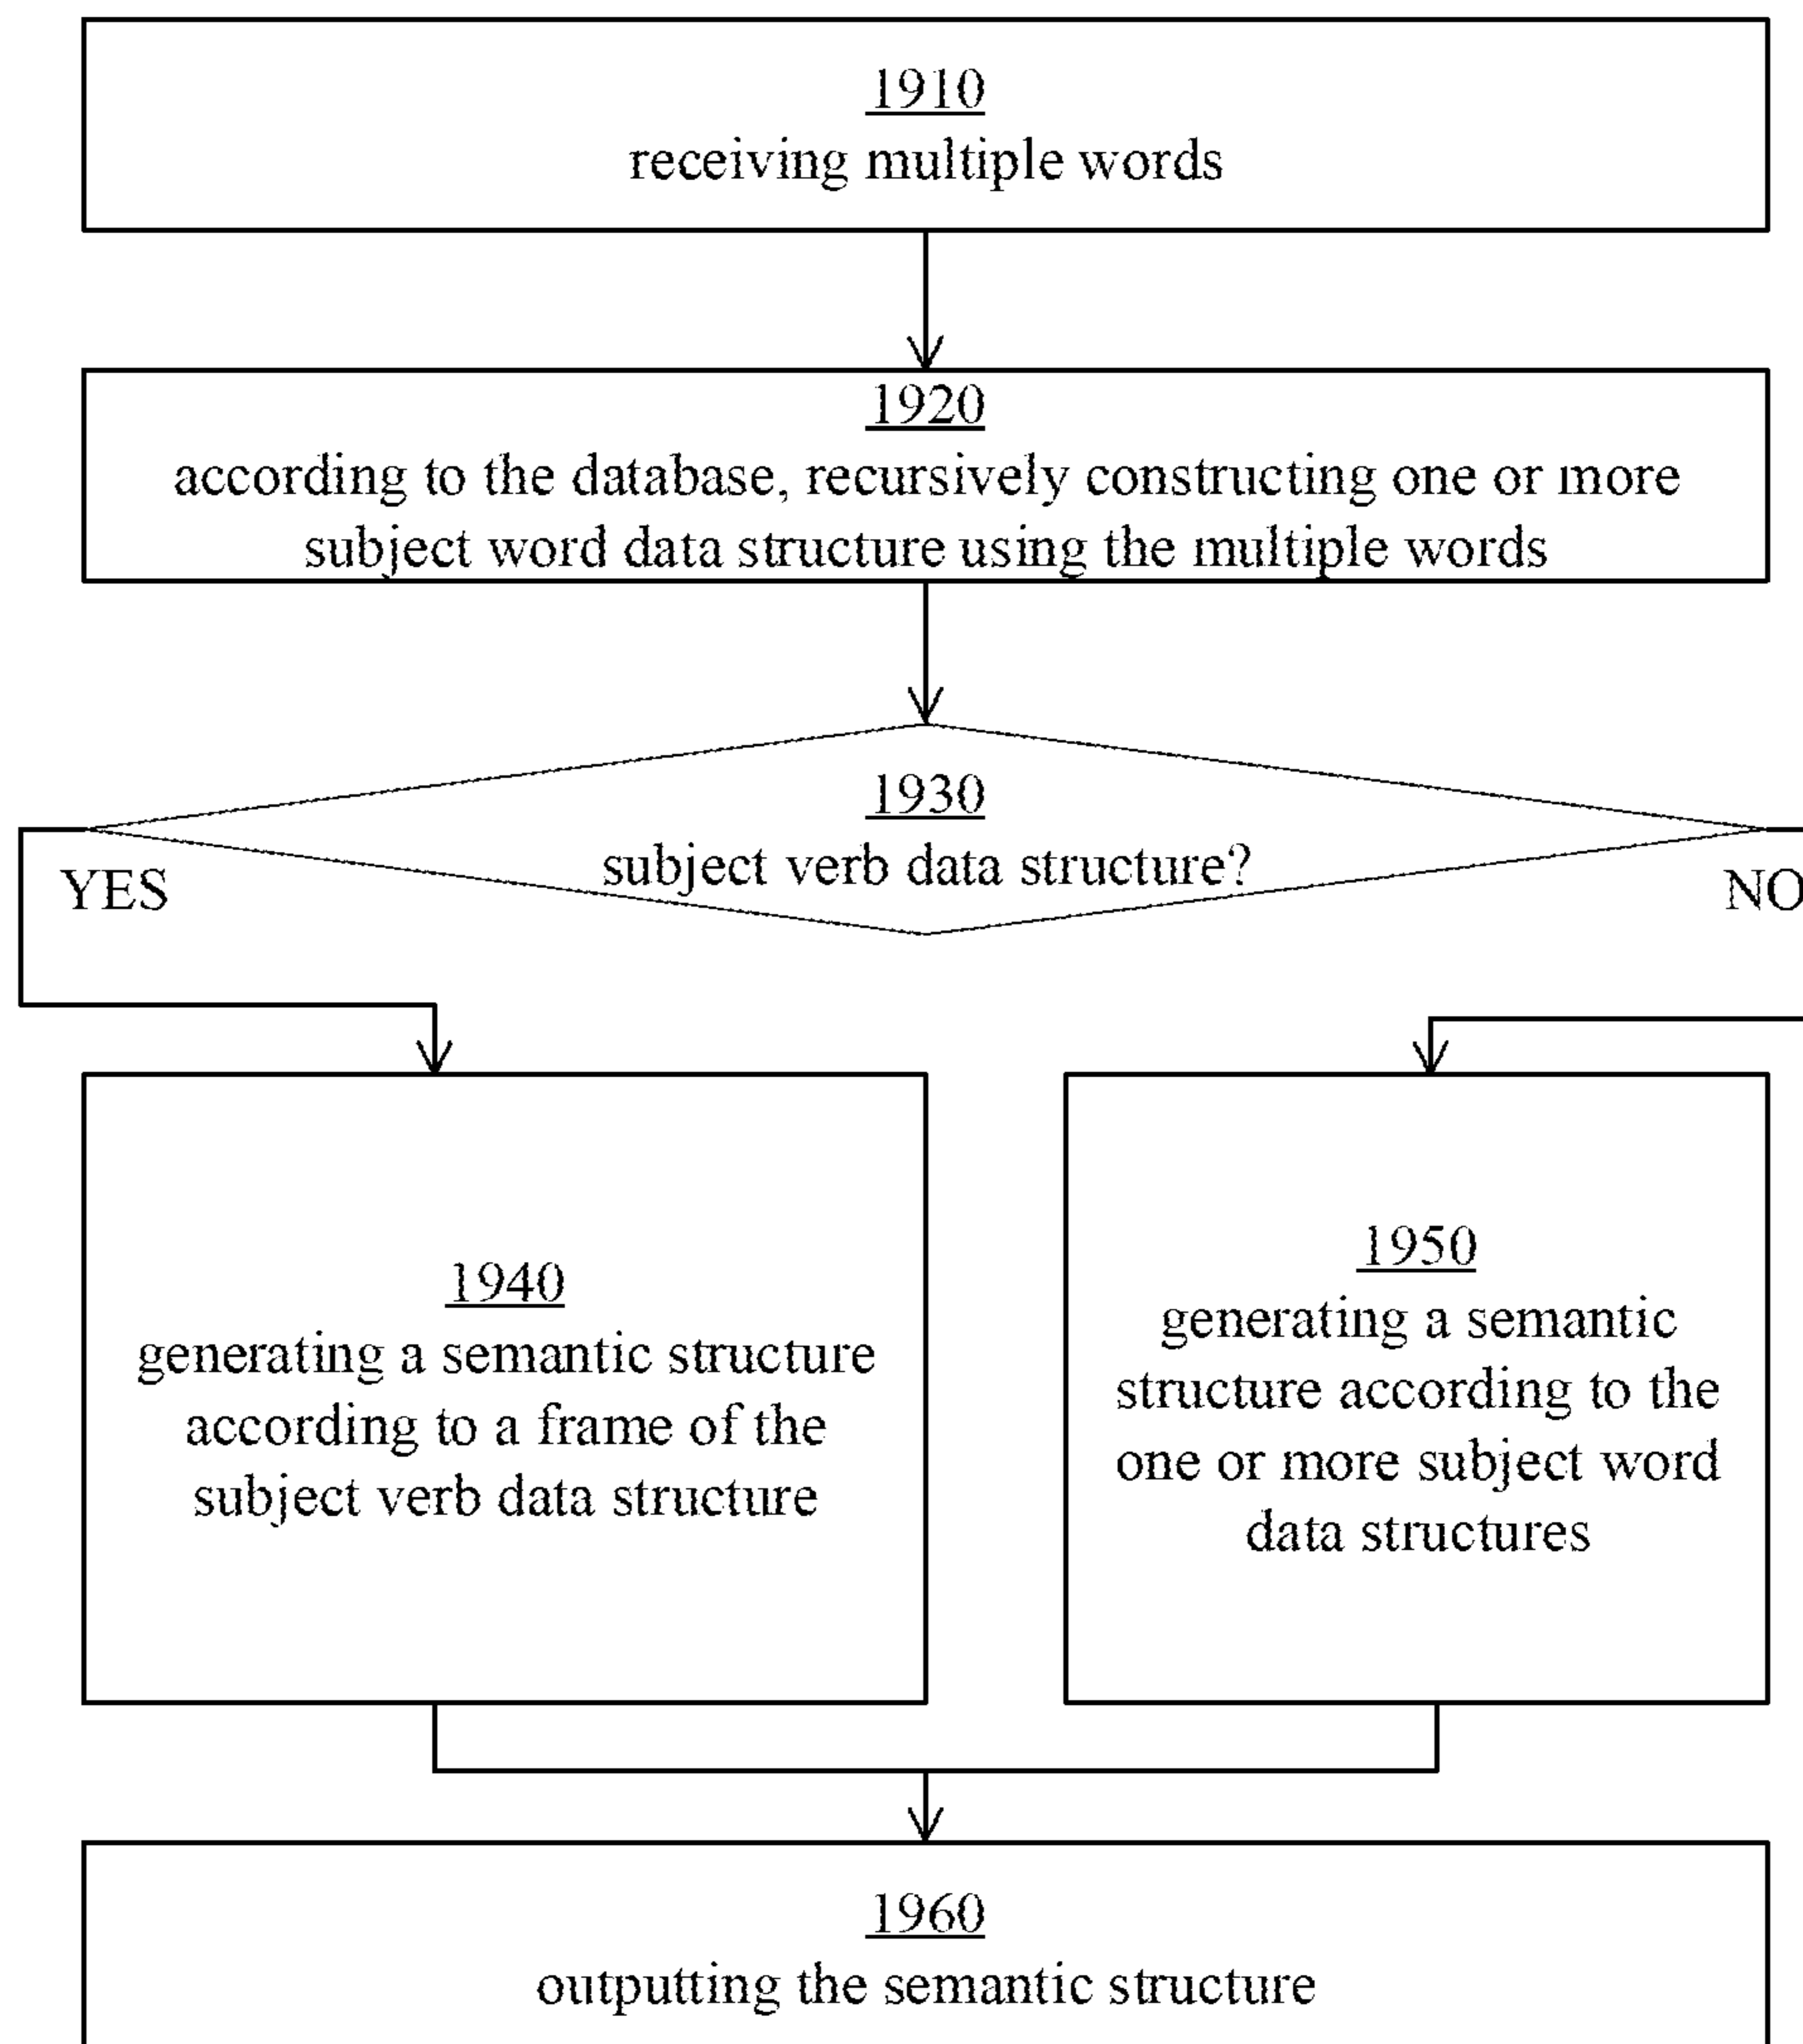 1910
receiving multiple words
1920
according to the database, recursively constructing one or more
subject word data structure using the multiple words
1930
subject verb data structure?
YES
NO
1940
generating a semantic structure
according to a frame of the
subject verb data structure
1950
generating a semantic
structure according to the
one or more subject word
data structures
1960
outputting the semantic structure